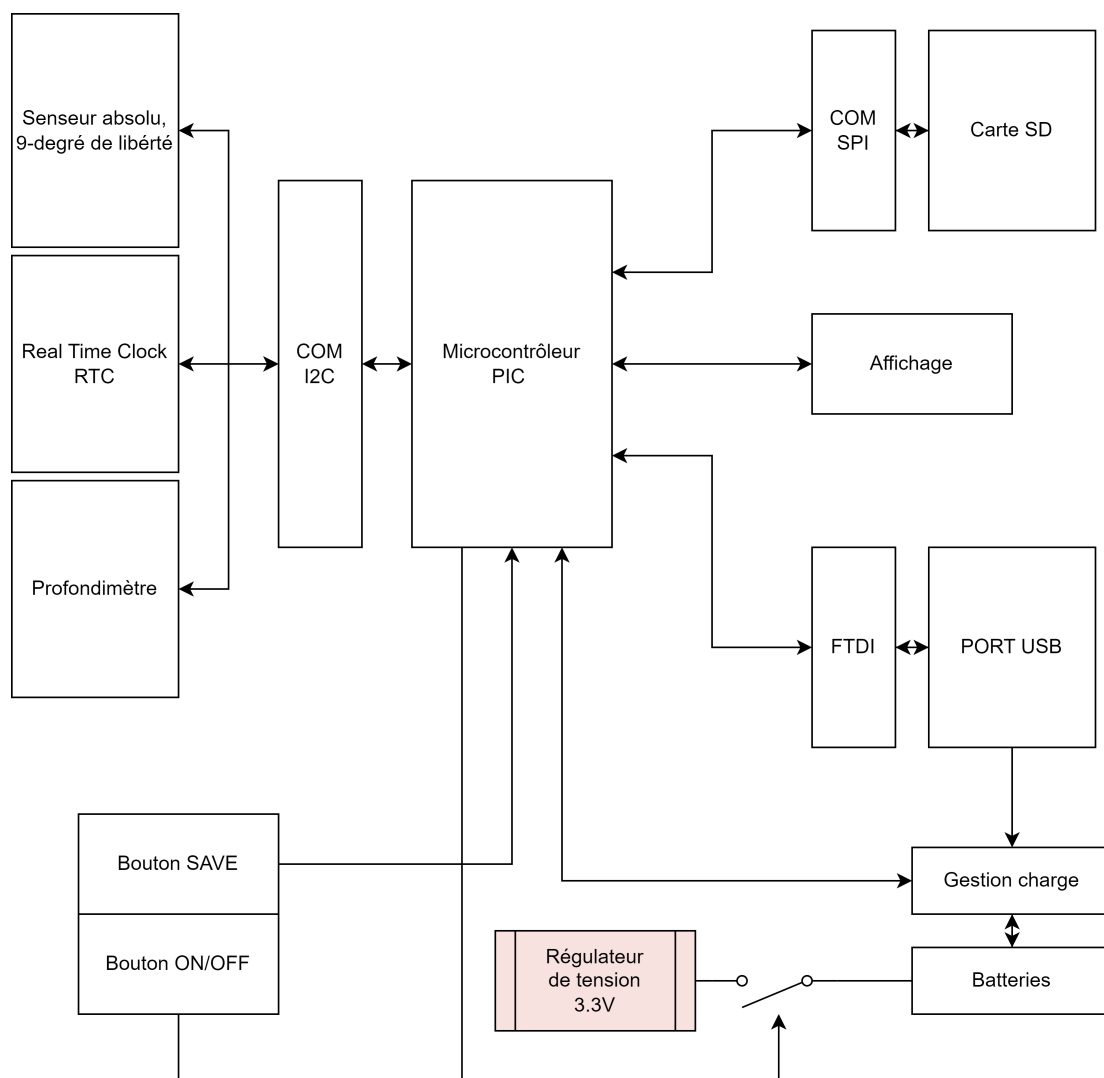 Senseur absolu,
9-degré de libérté
Real Time Clock
RTC
Profondimètre
COM
I2C
Microcontrôleur
PIC
COM
SPI
Carte SD
Affichage
FTDI
PORT USB
Bouton SAVE
Bouton ON/OFF
Régulateur
de tension
3.3V
Gestion charge
Batteries